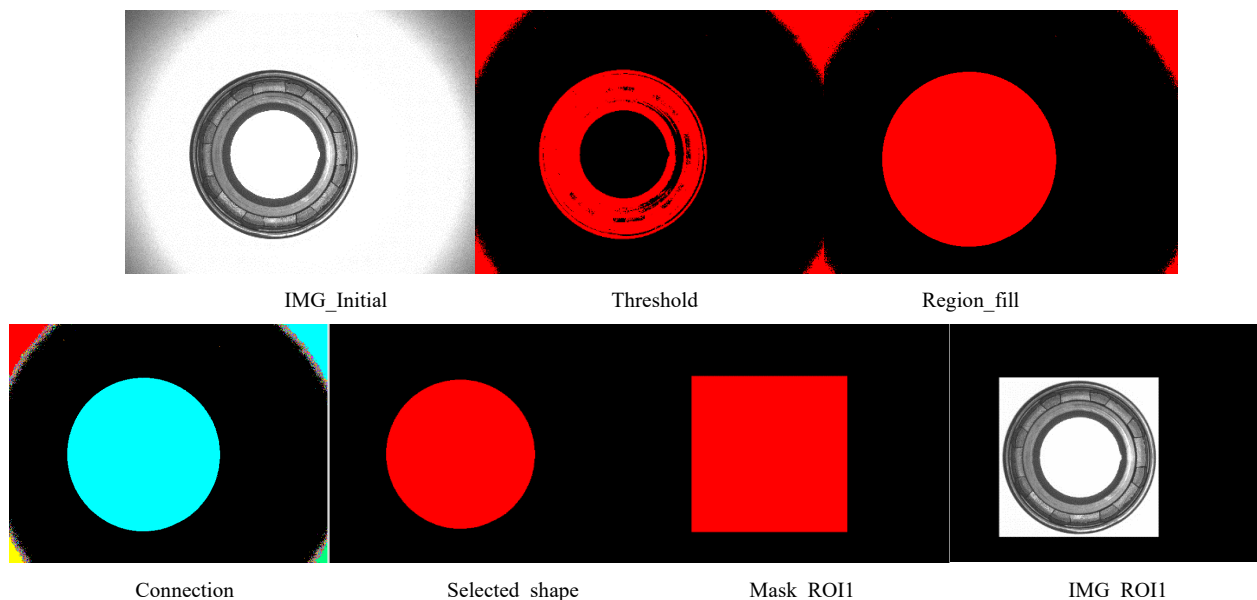 IMG_Initial
Threshold
Region_fill
Connection
Selected_shape
Mask_ROI1
IMG_ROI1